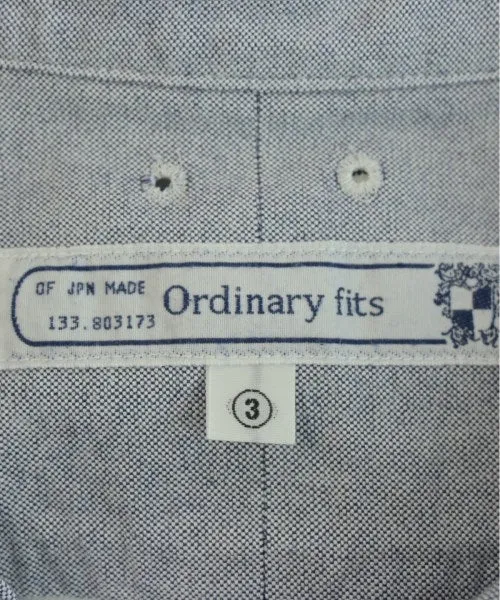 OF JPN MADE
133.803173
Ordinary fits
3